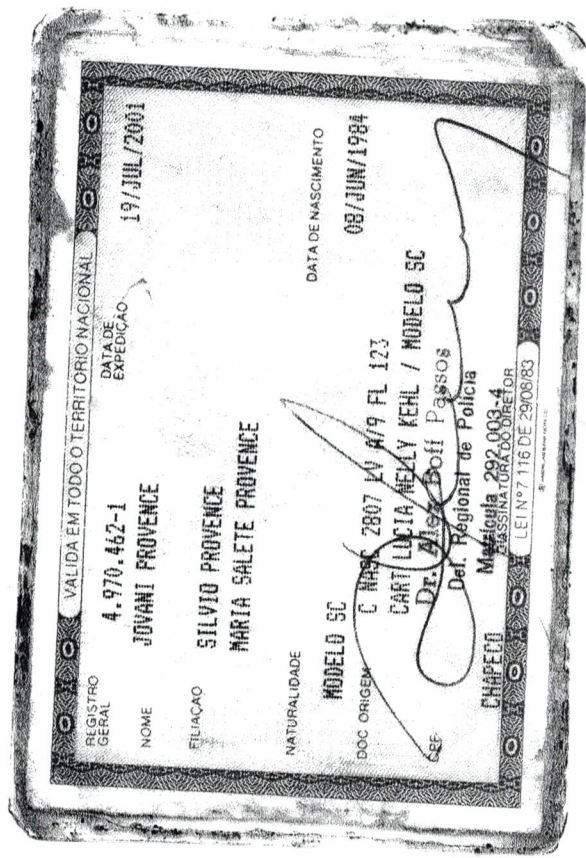 VALIDA EM TODO O TERRITÓRIO NACIONAL
REGISTRO GERAL 4.970.462-1 DATA DE EXPEDIÇÃO 19/JUL/2001
NOME JOVANI PROVENCE
FILIAÇÃO SILVIO PROVENCE
MARIA SALETE PROVENCE
NATURALIDADE DATA DE NASCIMENTO
MODELO SC 08/JUN/1984
DOC ORIGEM C NASC 2807 LV A/9 FL 123
CART LUCIA NELLY KEHL / MODELO SC
CPF Dr. Boff Passos
Del. Regional de Polícia
CHAPECO Matrícula 292.003-4
ASSINATURA DO DIRETOR
LEI Nº 7 116 DE 29/08/83